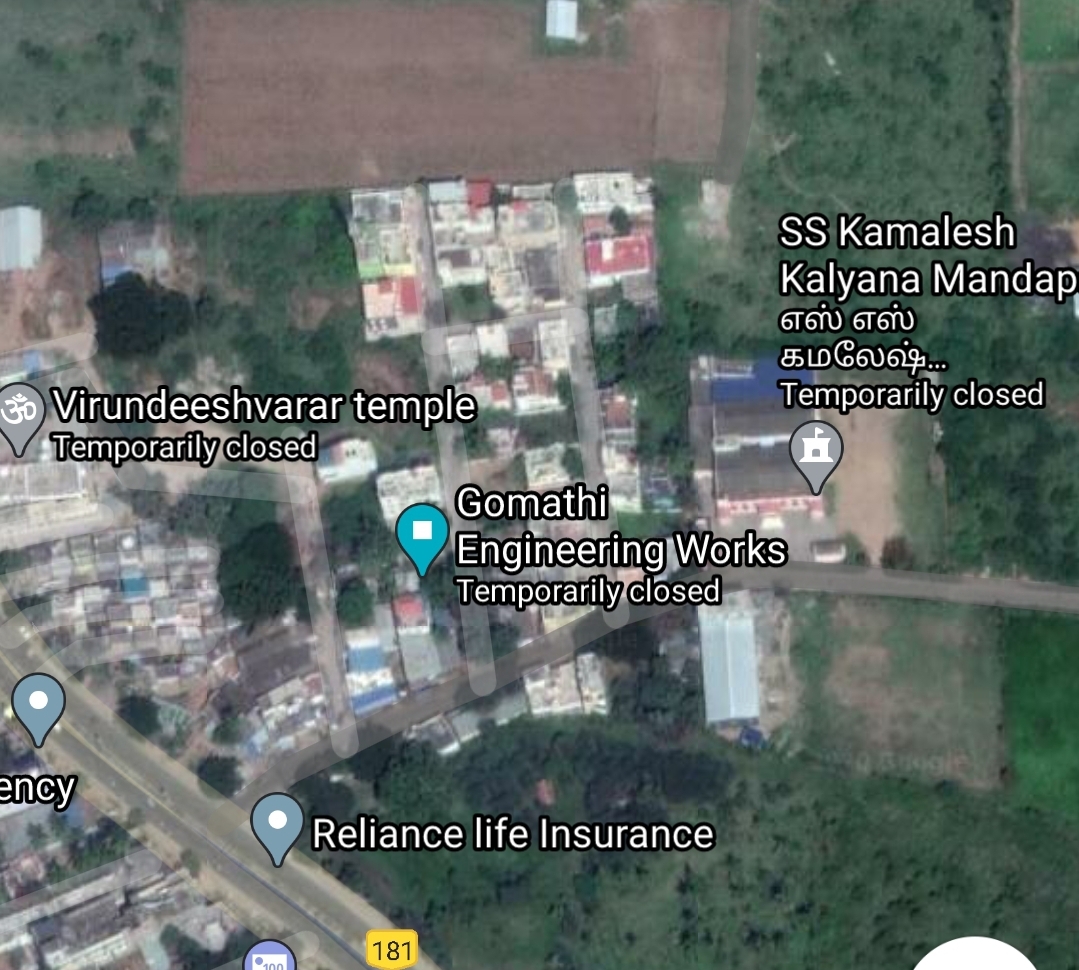 SS Kamalesh
Kalyana Mandap
எஸ் எஸ்
கமலேஷ்...
Temporarily closed
Virundeeshvarar temple
Temporarily closed
Gomathi
Engineering Works
Temporarily closed
ency
Reliance life Insurance
181
100